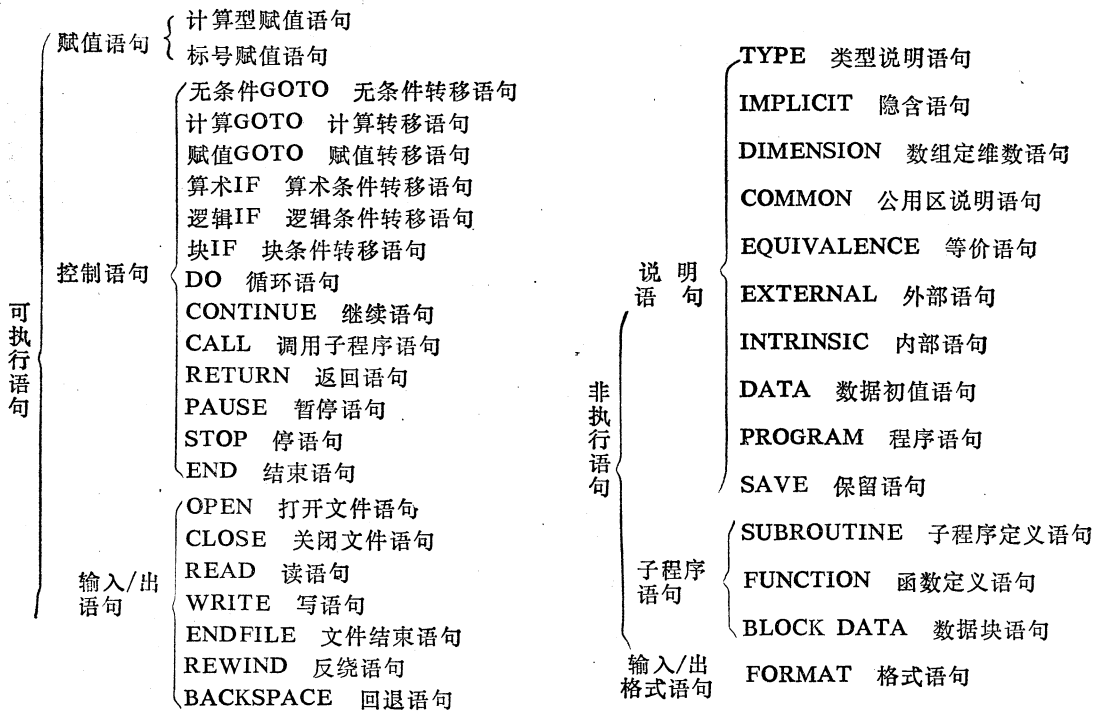 可执行语句
赋值语句
计算型赋值语句
标号赋值语句
控制语句
无条件GOTO 无条件转移语句
计算GOTO 计算转移语句
赋值GOTO 赋值转移语句
算术IF 算术条件转移语句
逻辑IF 逻辑条件转移语句
块IF 块条件转移语句
DO 循环语句
CONTINUE 继续语句
CALL 调用子程序语句
RETURN 返回语句
PAUSE 暂停语句
STOP 停语句
END 结束语句
输入/出
语句
OPEN 打开文件语句
CLOSE 关闭文件语句
READ 读语句
WRITE 写语句
ENDFILE 文件结束语句
REWIND 反绕语句
BACKSPACE 回退语句
非执行语句
说明
语句
TYPE 类型说明语句
IMPLICIT 隐含语句
DIMENSION 数组定维数语句
COMMON 公用区说明语句
EQUIVALENCE 等价语句
EXTERNAL 外部语句
INTRINSIC 内部语句
DATA 数据初值语句
PROGRAM 程序语句
SAVE 保留语句
子程序
语句
SUBROUTINE 子程序定义语句
FUNCTION 函数定义语句
BLOCK DATA 数据块语句
输入/出
格式语句
FORMAT 格式语句